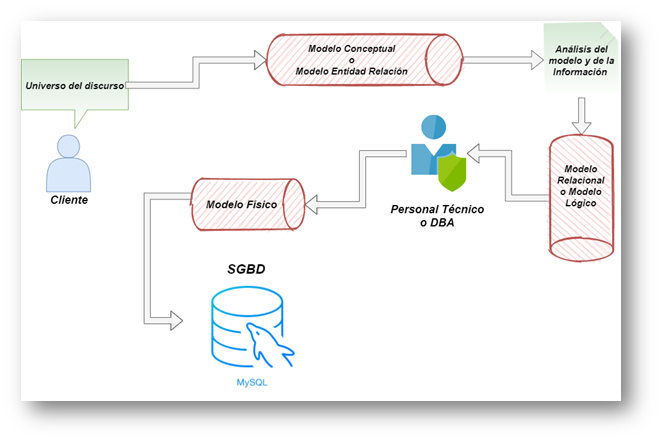 Universo del discurso
Cliente
Modelo Conceptual
o
Modelo Entidad Relación
Análisis del
modelo y de la
Información
Modelo
Relacional
o Modelo
Lógico
Personal Técnico
o DBA
Modelo Fisico
SGBD
MySQL